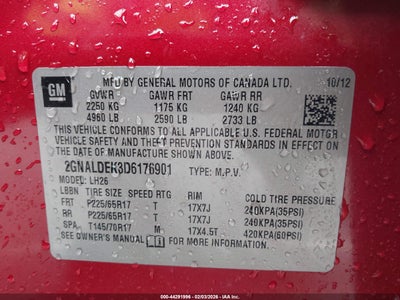 GM
MFD BY GENERAL MOTORS OF CANADA LTD. 10/12
GVWR GAWR FRT GAWR RR
2250 KG 1175 KG 1240 KG
4960 LB 2590 LB 2733 LB
THIS VEHICLE CONFORMS TO ALL APPLICABLE U.S. FEDERAL MOTOR
VEHICLE SAFETY AND THEFT PREVENTION STANDARDS IN EFFECT ON
THE DATE OF MANUFACTURE SHOWN ABOVE.
2GNALDEK3D6176901 TYPE: M.P.V.
MODEL: LH26
LBBN TIRE SIZE SPEED RTG RIM COLD TIRE PRESSURE
FRT P225/65R17 T 17X7J 240KPA(35PSI)
RR P225/65R17 T 17X7J 240KPA(35PSI)
SPA T145/70R17 M 17X4.5T 420KPA(60PSI)
SEE OWNER'S MANUAL FOR MORE INFORMATION.
ID: 44291996 - 02/03/2026 - IAA Brampton